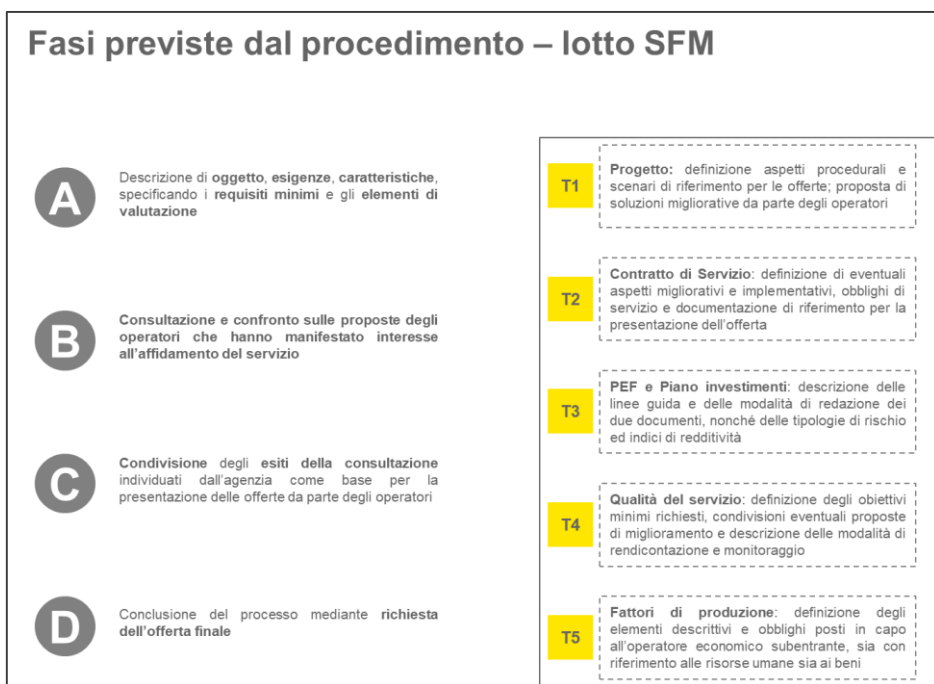 Fasi previste dal procedimento – lotto SFM
A
Descrizione di oggetto, esigenze, caratteristiche,
specificando i requisiti minimi e gli elementi di
valutazione
B
Consultazione e confronto sulle proposte degli
operatori che hanno manifestato interesse
all'affidamento del servizio
C
Condivisione degli esiti della consultazione
individuati dall'agenzia come base per la
presentazione delle offerte da parte degli operatori
D
Conclusione del processo mediante richiesta
dell'offerta finale
T1
Progetto: definizione aspetti procedurali e
scenari di riferimento per le offerte; proposta di
soluzioni migliorative da parte degli operatori
T2
Contratto di Servizio: definizione di eventuali
aspetti migliorativi e implementativi, obblighi di
servizio e documentazione di riferimento per la
presentazione dell'offerta
T3
PEF e Piano investimenti: descrizione delle
linee guida e delle modalità di redazione dei
due documenti, nonché delle tipologie di rischio
ed indici di redditività
T4
Qualità del servizio: definizione degli obiettivi
minimi richiesti, condivisioni eventuali proposte
di miglioramento e descrizione delle modalità di
rendicontazione e monitoraggio
T5
Fattori di produzione: definizione degli
elementi descrittivi e obblighi posti in capo
all'operatore economico subentrante, sia con
riferimento alle risorse umane sia ai beni